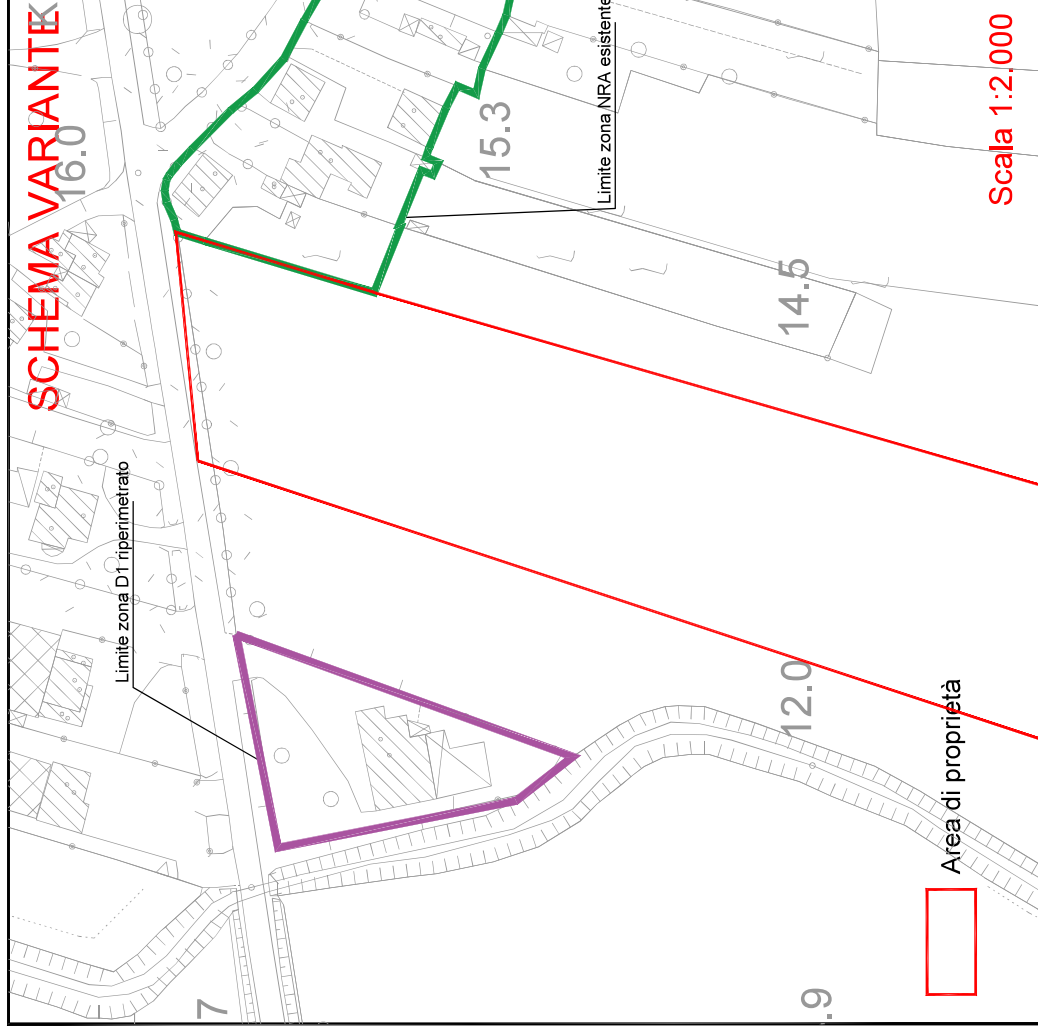 SCHEMA VARIANTE
K
16.0
Limite zona D1 riperimetrato
15.3
Limite zona NRA esistente
14.5
12.0
7
.9
Area di proprietà
Scala 1:2.000